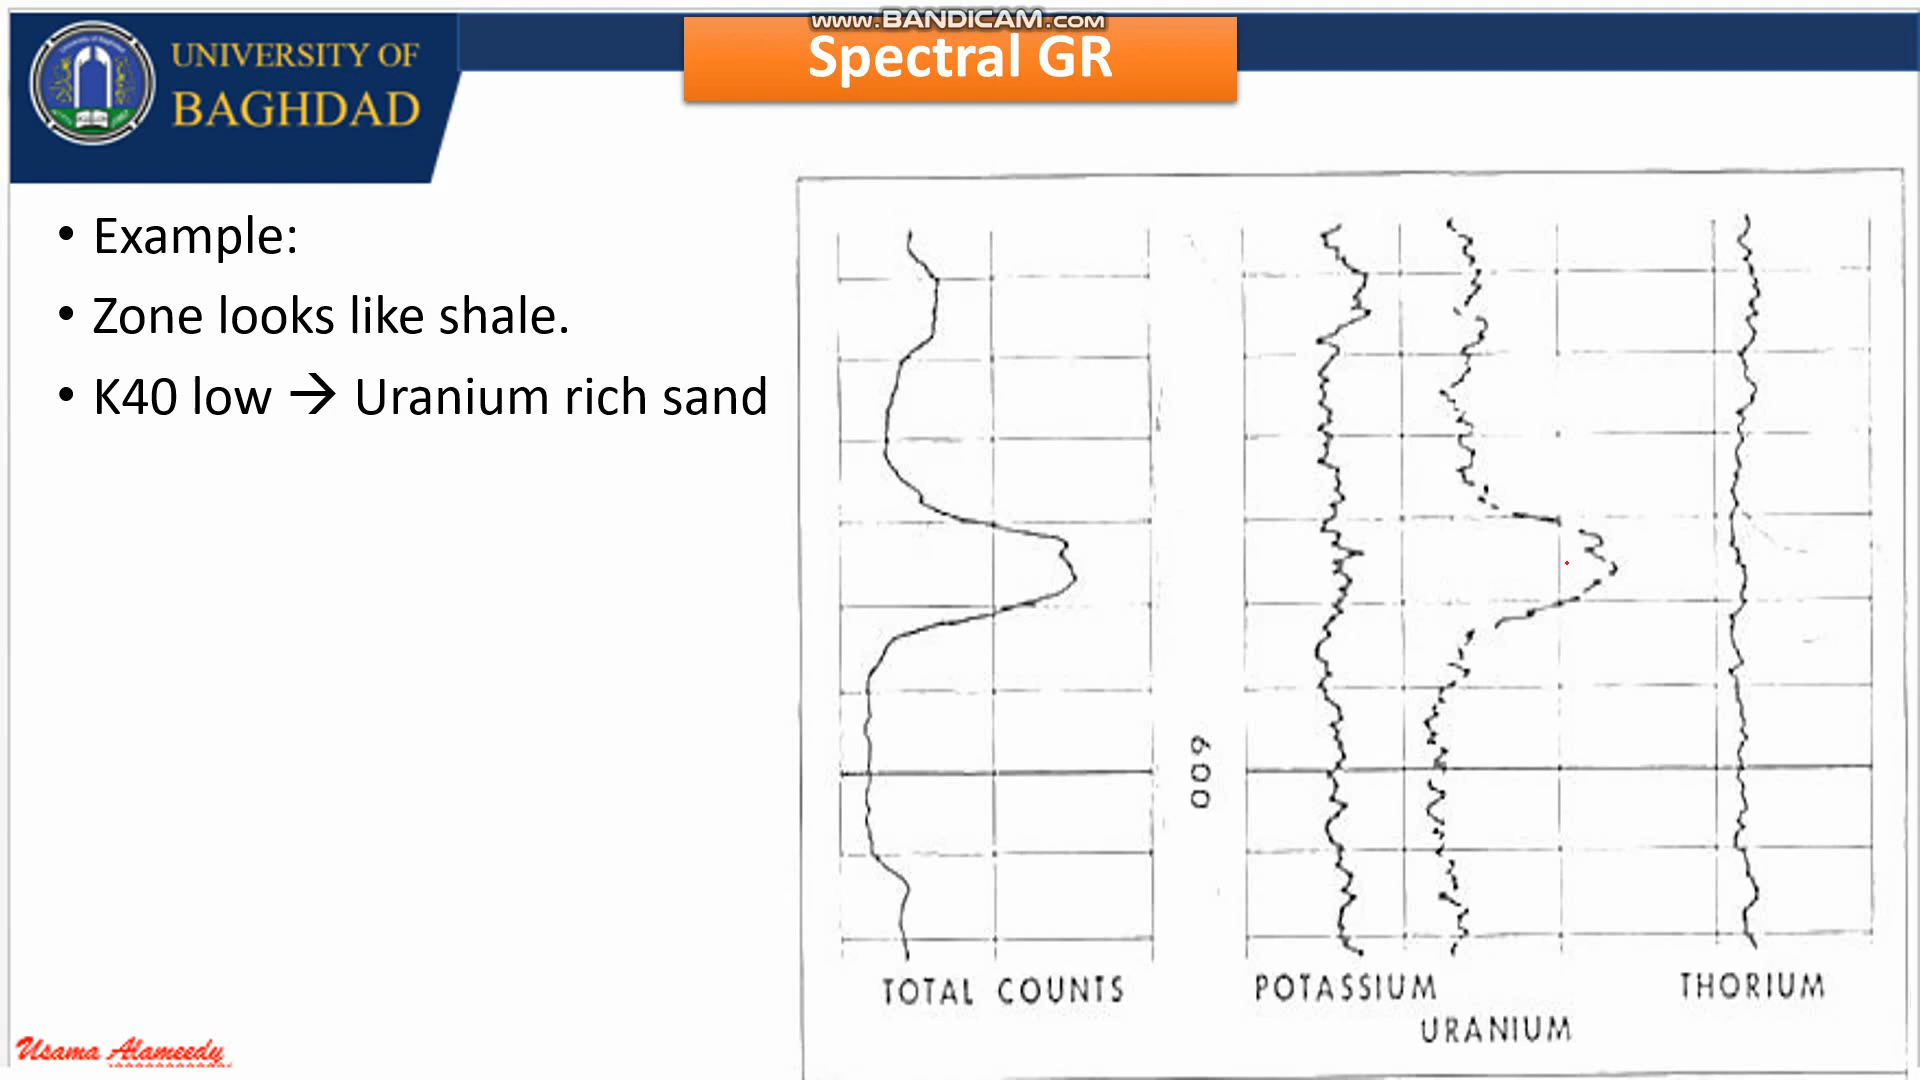 www.BANDICAM.com
Spectral GR
UNIVERSITY OF
BAGHDAD
• Example:
• Zone looks like shale.
• K40 low → Uranium rich sand
600
TOTAL COUNTS
POTASSIUM
THORIUM
URANIUM
Usama Alameedy